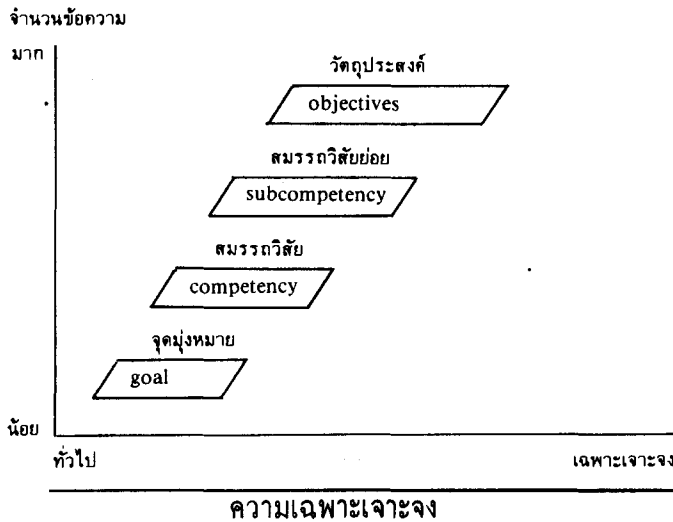 จำนวนข้อความ
มาก
วัตถุประสงค์
objectives
สมรรถวิสัยย่อย
subcompetency
สมรรถวิสัย
competency
จุดมุ่งหมาย
goal
น้อย
ทั่วไป เฉพาะเจาะจง
ความเฉพาะเจาะจง